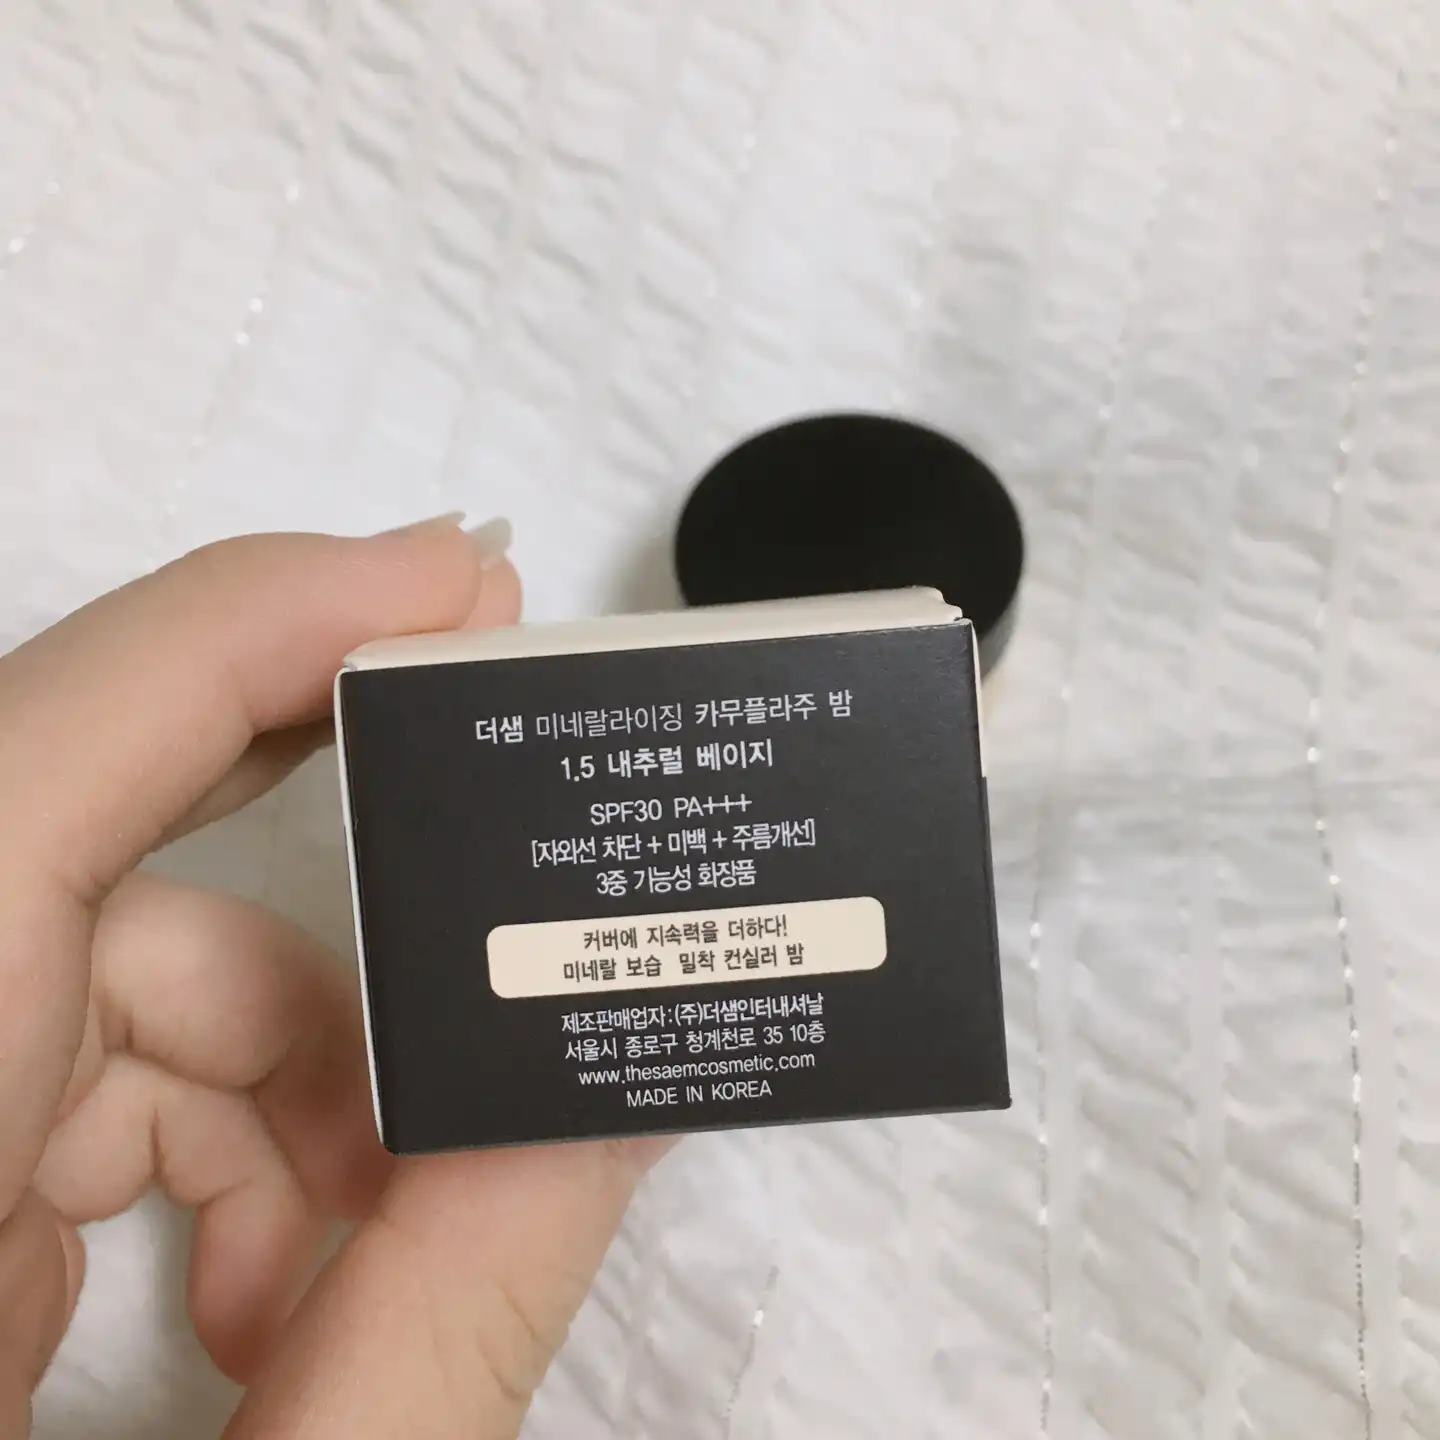 더샘 미네랄라이징 카무플라주 밤
1.5 내추럴 베이지
SPF30 PA+++
[자외선 차단 + 미백 + 주름개선]
3중 기능성 화장품
커버에 지속력을 더하다!
미네랄 보습 밀착 컨실러 밤
제조판매업자:(주)더샘인터내셔날
서울시 종로구 청계천로 35 10층
www.thesaemcosmetic.com
MADE IN KOREA